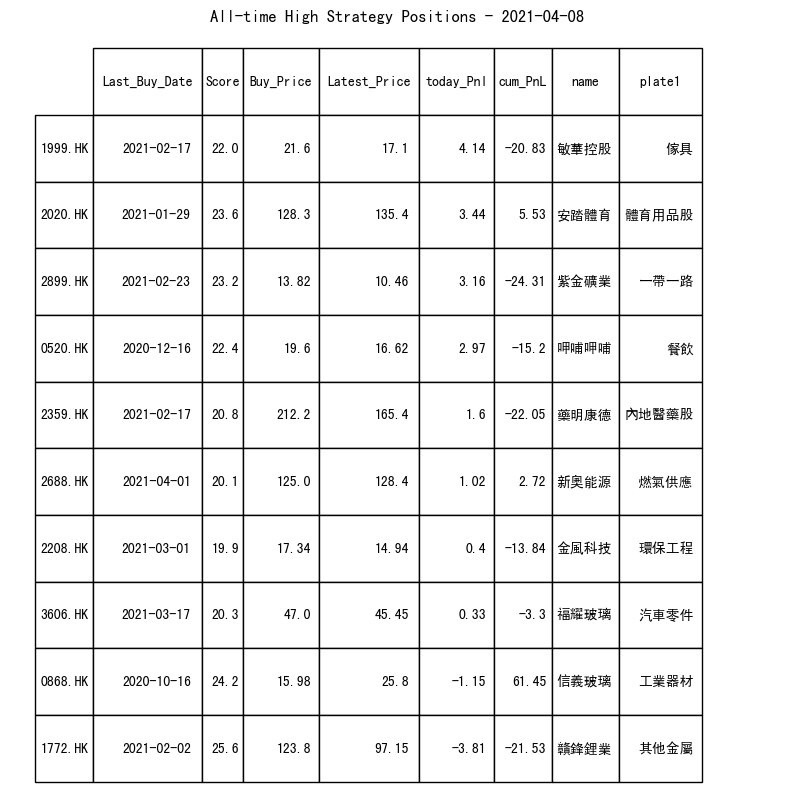 All-time High Strategy Positions - 2021-04-08
Last_Buy_Date Score Buy_Price Latest_Price today_Pnl cum_PnL name plate1
1999.HK 2021-02-17 22.0 21.6 17.1 4.14 -20.83 敏華控股 傢具
2020.HK 2021-01-29 23.6 128.3 135.4 3.44 5.53 安踏體育 體育用品股
2899.HK 2021-02-23 23.2 13.82 10.46 3.16 -24.31 紫金礦業 一帶一路
0520.HK 2020-12-16 22.4 19.6 16.62 2.97 -15.2 呷哺呷哺 餐飲
2359.HK 2021-02-17 20.8 212.2 165.4 1.6 -22.05 藥明康德 內地醫藥股
2688.HK 2021-04-01 20.1 125.0 128.4 1.02 2.72 新奧能源 燃氣供應
2208.HK 2021-03-01 19.9 17.34 14.94 0.4 -13.84 金風科技 環保工程
3606.HK 2021-03-17 20.3 47.0 45.45 0.33 -3.3 福耀玻璃 汽車零件
0868.HK 2020-10-16 24.2 15.98 25.8 -1.15 61.45 信義玻璃 工業器材
1772.HK 2021-02-02 25.6 123.8 97.15 -3.81 -21.53 贛鋒鋰業 其他金屬